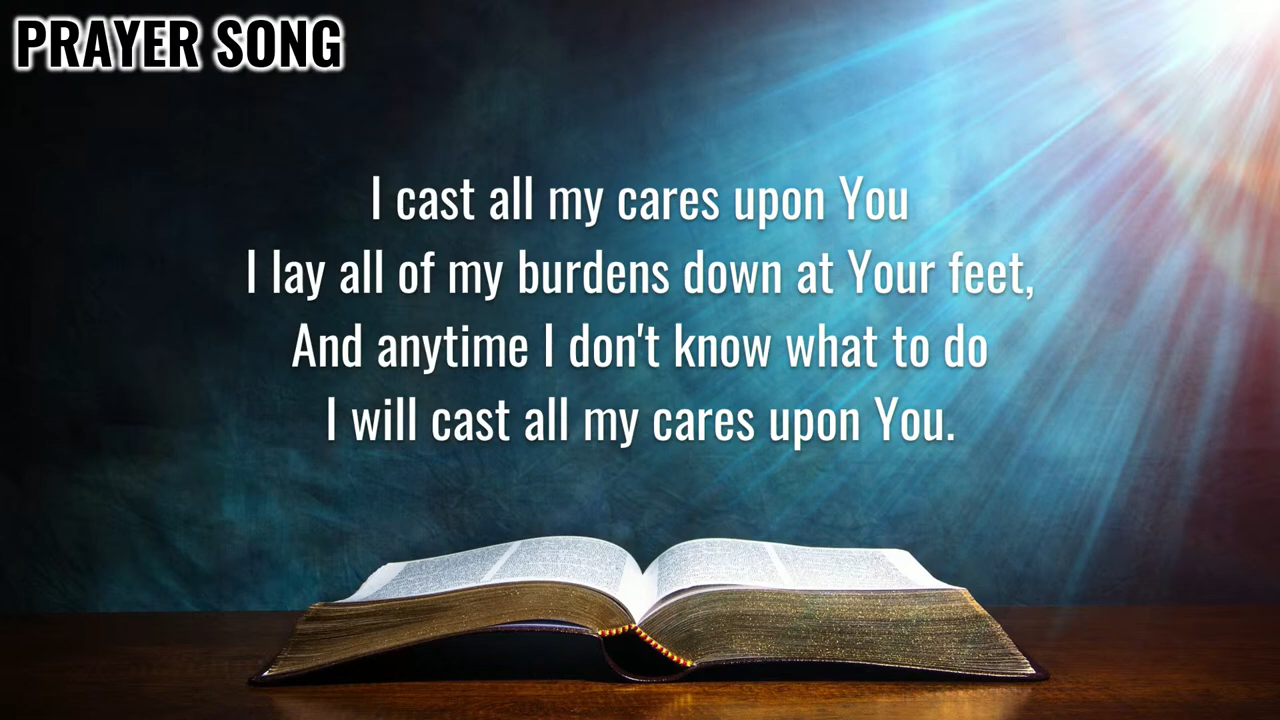 PRAYER SONG
I cast all my cares upon You
I lay all of my burdens down at Your feet,
And anytime I don't know what to do
I will cast all my cares upon You.